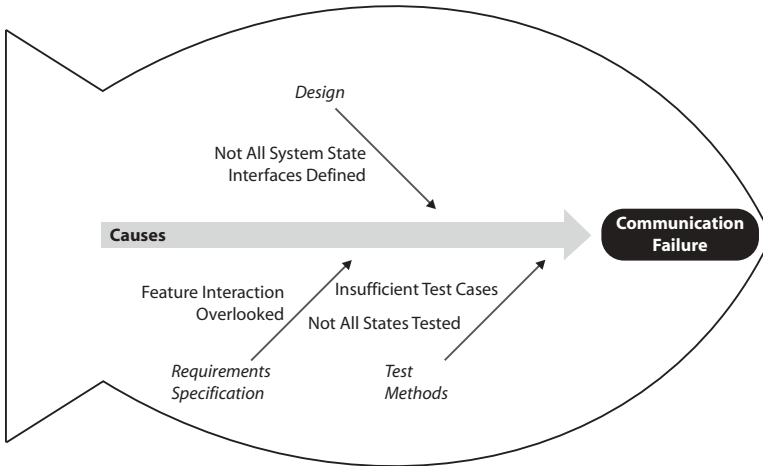 Design
Not All System State
Interfaces Defined
Causes
Communication
Failure
Feature Interaction
Overlooked
Insufficient Test Cases
Not All States Tested
Requirements
Specification
Test
Methods